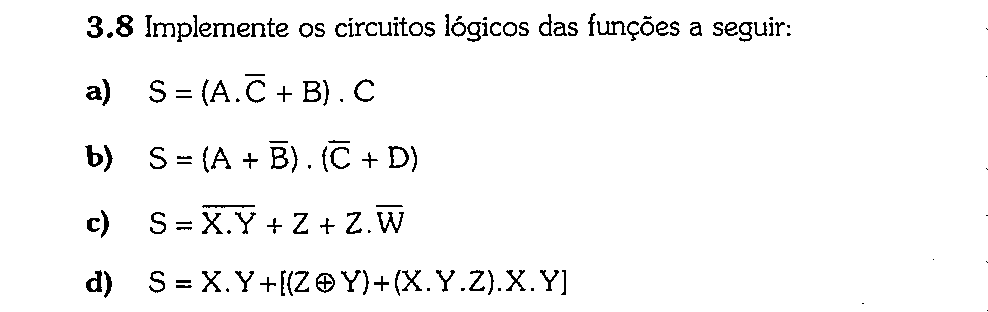 3.8 Implemente os circuitos lógicos das funções a seguir:
a) S = (A.C̅ + B) . C
b) S = (A + B̅) . (C̅ + D)
c) S = X̅.̅Y̅ + Z + Z.W̅
d) S = X.Y+[(Z⊕Y)+(X.Y.Z).X.Y]